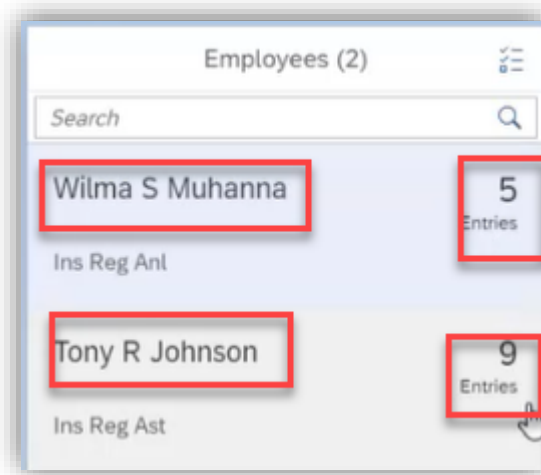 Employees (2)
Search
Wilma S Muhanna 5
Entries
Ins Reg Anl
Tony R Johnson 9
Entries
Ins Reg Ast